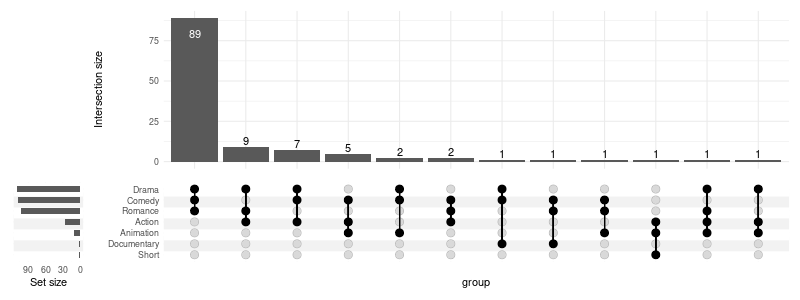 89
9
7
5
2
2
1
1
1
1
1
1
75
50
25
0
Intersection size
Drama
Comedy
Romance
Action
Animation
Documentary
Short
90 60 30 0
Set size
group